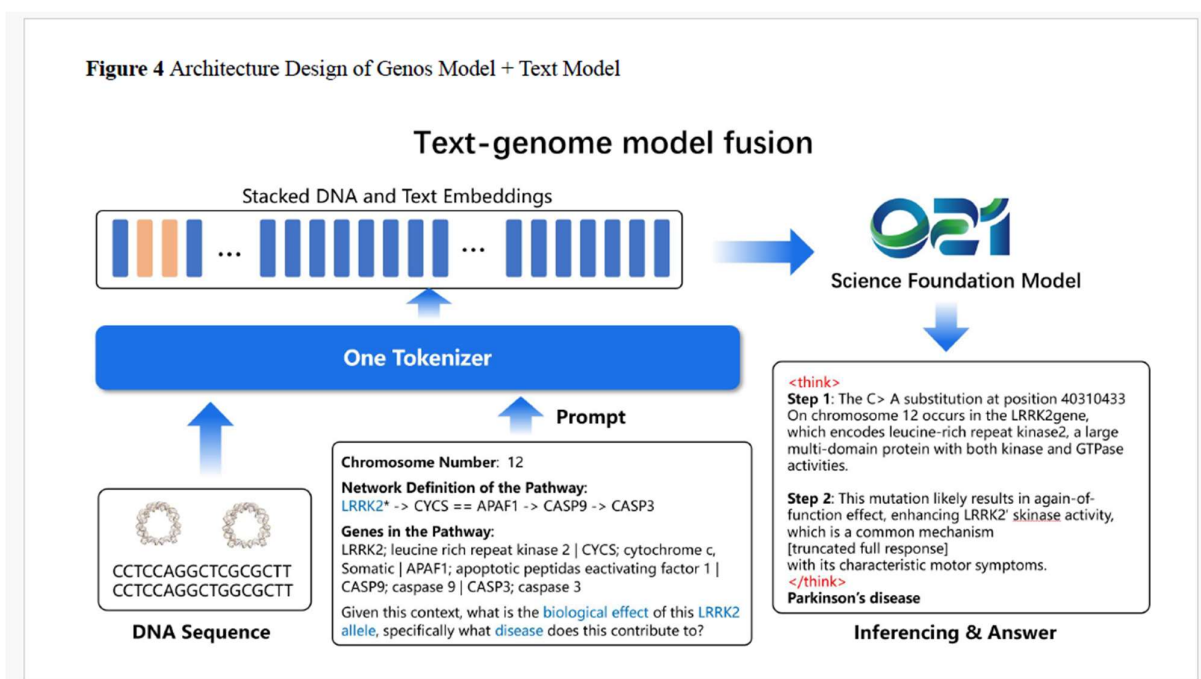 Figure 4 Architecture Design of Genos Model + Text Model
Text-genome model fusion
Stacked DNA and Text Embeddings
... ...
021
Science Foundation Model
One Tokenizer
Prompt
CCTCCAGGCTCGCGCTT
CCTCCAGGCTGGCGCTT
DNA Sequence
Chromosome Number: 12
Network Definition of the Pathway:
LRRK2* -> CYCS == APAF1 -> CASP9 -> CASP3
Genes in the Pathway:
LRRK2; leucine rich repeat kinase 2 | CYCS; cytochrome c,
Somatic | APAF1; apoptotic peptidas eactivating factor 1 |
CASP9; caspase 9 | CASP3; caspase 3
Given this context, what is the biological effect of this LRRK2
allele, specifically what disease does this contribute to?
<think>
Step 1: The C> A substitution at position 40310433
On chromosome 12 occurs in the LRRK2gene,
which encodes leucine-rich repeat kinase2, a large
multi-domain protein with both kinase and GTPase
activities.
Step 2: This mutation likely results in again-of-
function effect, enhancing LRRK2' skinase activity,
which is a common mechanism
[truncated full response]
with its characteristic motor symptoms.
</think>
Parkinson's disease
Inferencing & Answer